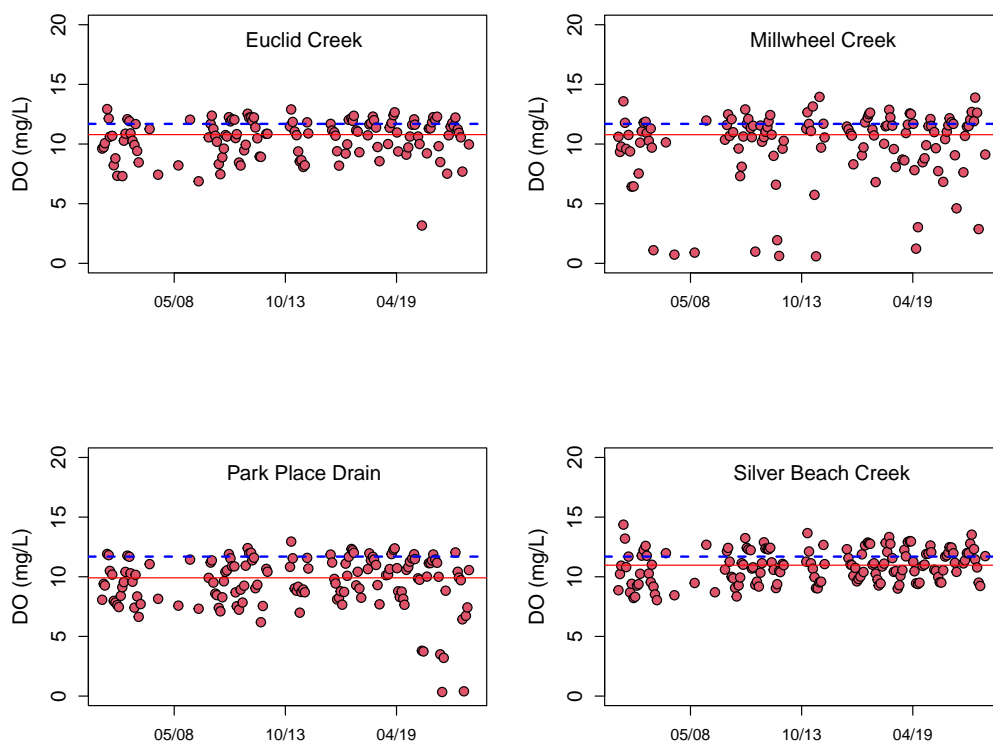 Euclid Creek
DO (mg/L)
20
15
10
5
0
05/08 10/13 04/19
Millwheel Creek
DO (mg/L)
20
15
10
5
0
05/08 10/13 04/19
Park Place Drain
DO (mg/L)
20
15
10
5
0
05/08 10/13 04/19
Silver Beach Creek
DO (mg/L)
20
15
10
5
0
05/08 10/13 04/19